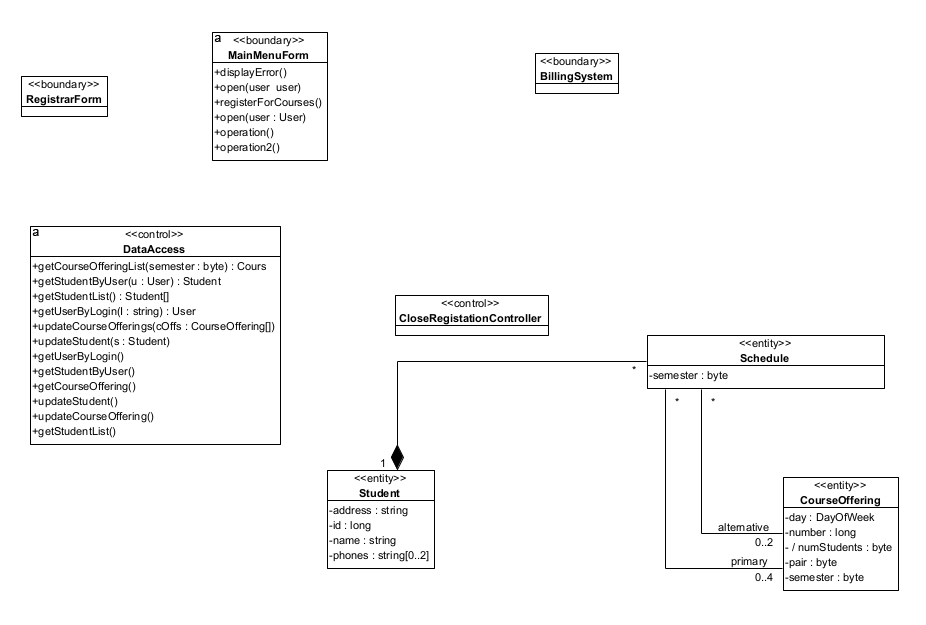 <<boundary>>
RegistrarForm
a
<<boundary>>
MainMenuForm
+displayError()
+open(user user)
+registerForCourses()
+open(user : User)
+operation()
+operation2()
<<boundary>>
BillingSystem
a
<<control>>
DataAccess
+getCourseOfferingList(semester : byte) : Cours
+getStudentByUser(u : User) : Student
+getStudentList() : Student[]
+getUserByLogin(l : string) : User
+updateCourseOfferings(cOffs : CourseOffering[])
+updateStudent(s : Student)
+getUserByLogin()
+getStudentByUser()
+getCourseOffering()
+updateStudent()
+updateCourseOffering()
+getStudentList()
<<control>>
CloseRegistationController
<<entity>>
Schedule
-semester : byte
*
*
*
1
<<entity>>
Student
-address : string
-id : long
-name : string
-phones : string[0..2]
alternative
0..2
primary
0..4
<<entity>>
CourseOffering
-day : DayOfWeek
-number : long
- / numStudents : byte
-pair : byte
-semester : byte